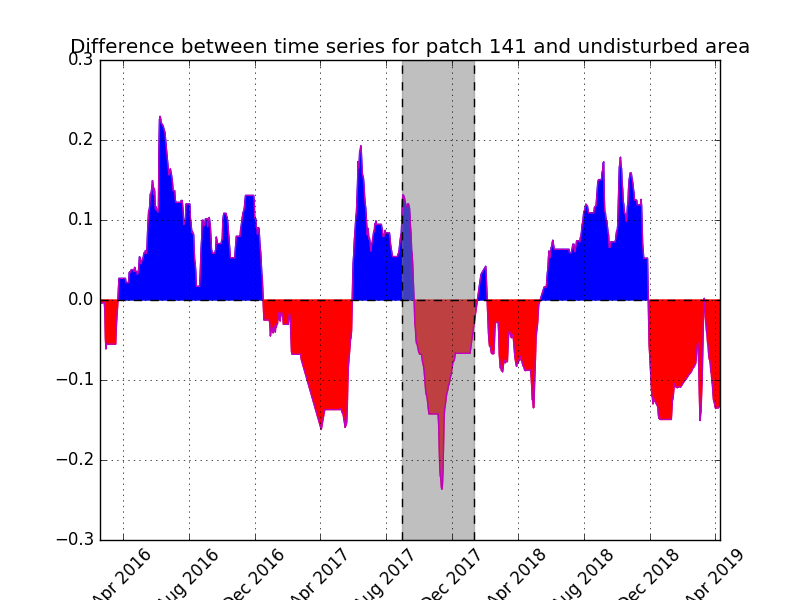 Difference between time series for patch 141 and undisturbed area
0.3
0.2
0.1
0.0
−0.1
−0.2
−0.3
Apr 2016
Aug 2016
Dec 2016
Apr 2017
Aug 2017
Dec 2017
Apr 2018
Aug 2018
Dec 2018
Apr 2019